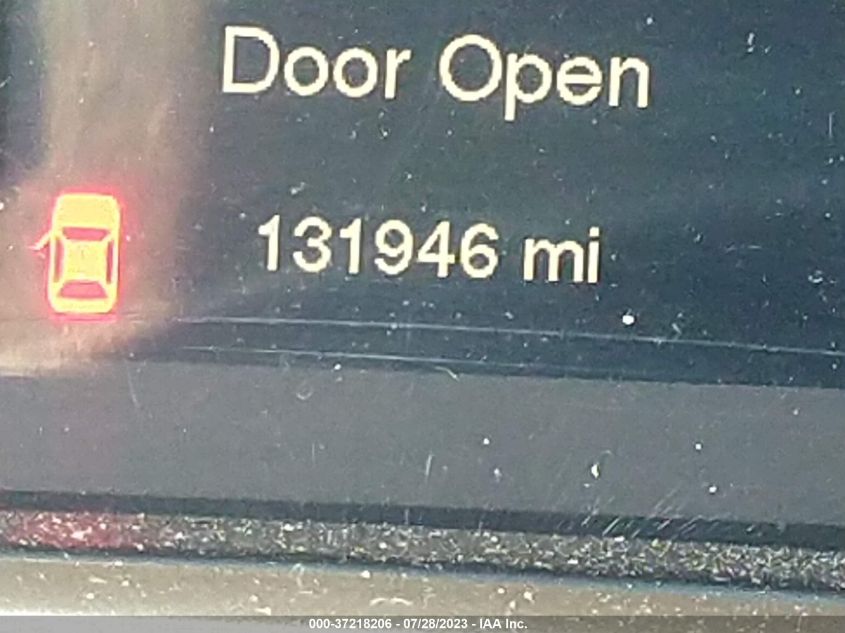 Door Open
131946 mi
000-37218206 - 07/28/2023 - IAA Inc.